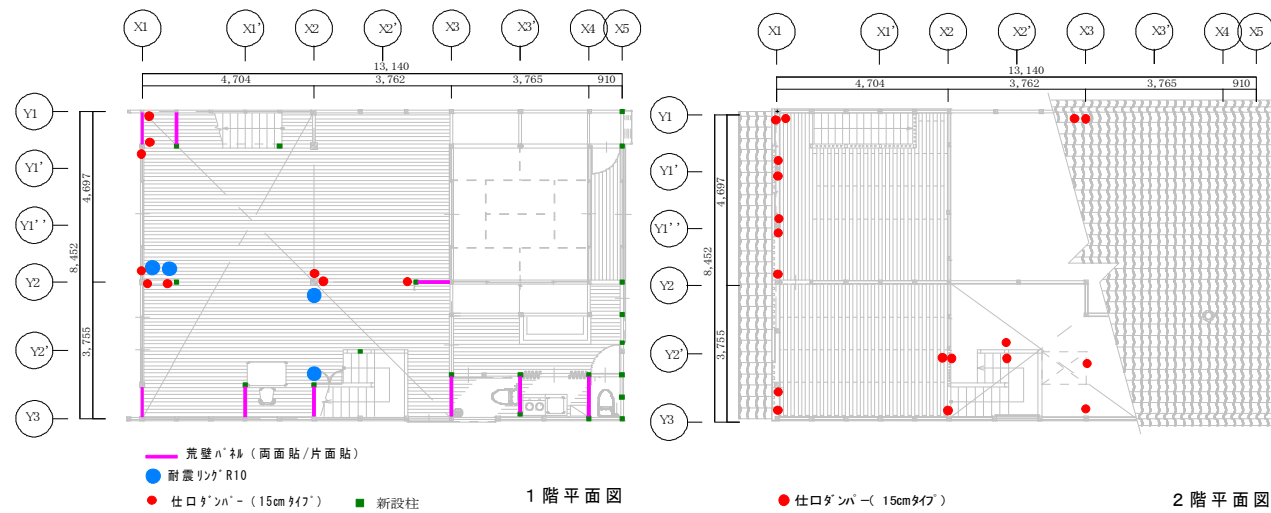 X1 X1' X2 X2' X3 X3' X4 X5
13,140
4,704 3,762 3,765 910
Y1
Y1'
Y1''
Y2
Y2'
Y3
4,697
8,452
3,755
荒壁ﾊﾟﾈﾙ (両面貼/片面貼)
耐震ﾘﾝｸﾞR10
仕口ﾀﾞﾝﾊﾟｰ (15cmﾀｲﾌﾟ)
新設柱
1階平面図
X1 X1' X2 X2' X3 X3' X4 X5
13,140
4,704 3,762 3,765 910
Y1
Y1'
Y1''
Y2
Y2'
Y3
4,697
8,452
3,755
仕口ﾀﾞﾝﾊﾟｰ( 15cmﾀｲﾌﾟ)
2階平面図